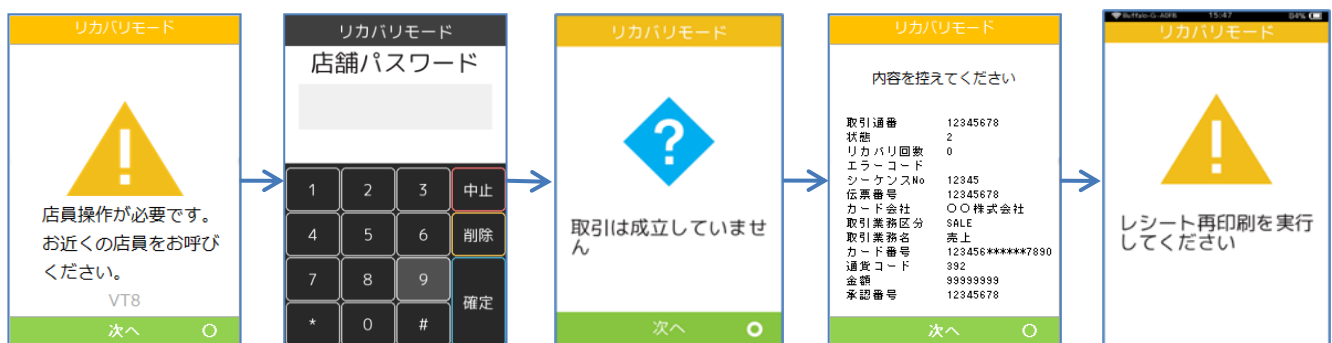 リカバリモード
店員操作が必要です。
お近くの店員をお呼び
ください。
VT8
次へ
リカバリモード
店舗パスワード
1 2 3 中止
4 5 6 削除
7 8 9
確定
* 0 #
リカバリモード
?
取引は成立していませ
ん
次へ
リカバリモード
内容を控えてください
取引通番 12345678
状態 2
リカバリ回数 0
エラーコード
シーケンスNo 12345
伝票番号 12345678
カード会社 〇〇株式会社
取引業務区分 SALE
取引業務名 売上
カード番号 123456******7890
通貨コード 392
金額 99999999
承認番号 12345678
次へ
Buffalo-G-A0FB 15:47 84%
リカバリモード
レシート再印刷を実行
してください